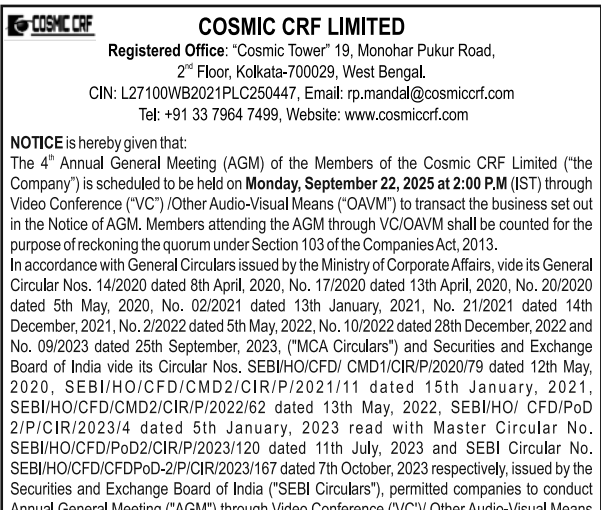 COSMIC CRF
COSMIC CRF LIMITED
Registered Office: “Cosmic Tower” 19, Monohar Pukur Road,
2nd Floor, Kolkata-700029, West Bengal.
CIN: L27100WB2021PLC250447, Email: rp.mandal@cosmiccrf.com
Tel: +91 33 7964 7499, Website: www.cosmiccrf.com
NOTICE is hereby given that:
The 4th Annual General Meeting (AGM) of the Members of the Cosmic CRF Limited (“the
Company”) is scheduled to be held on Monday, September 22, 2025 at 2:00 P.M (IST) through
Video Conference (“VC”) /Other Audio-Visual Means (“OAVM”) to transact the business set out
in the Notice of AGM. Members attending the AGM through VC/OAVM shall be counted for the
purpose of reckoning the quorum under Section 103 of the Companies Act, 2013.
In accordance with General Circulars issued by the Ministry of Corporate Affairs, vide its General
Circular Nos. 14/2020 dated 8th April, 2020, No. 17/2020 dated 13th April, 2020, No. 20/2020
dated 5th May, 2020, No. 02/2021 dated 13th January, 2021, No. 21/2021 dated 14th
December, 2021, No. 2/2022 dated 5th May, 2022, No. 10/2022 dated 28th December, 2022 and
No. 09/2023 dated 25th September, 2023, ("MCA Circulars") and Securities and Exchange
Board of India vide its Circular Nos. SEBI/HO/CFD/ CMD1/CIR/P/2020/79 dated 12th May,
2020, SEBI/HO/CFD/CMD2/CIR/P/2021/11 dated 15th January, 2021,
SEBI/HO/CFD/CMD2/CIR/P/2022/62 dated 13th May, 2022, SEBI/HO/ CFD/PoD
2/P/CIR/2023/4 dated 5th January, 2023 read with Master Circular No.
SEBI/HO/CFD/PoD2/CIR/P/2023/120 dated 11th July, 2023 and SEBI Circular No.
SEBI/HO/CFD/CFDPoD-2/P/CIR/2023/167 dated 7th October, 2023 respectively, issued by the
Securities and Exchange Board of India ("SEBI Circulars"), permitted companies to conduct
Annual General Meeting ("AGM") through Video Conference ('VC')/ Other Audio-Visual Means